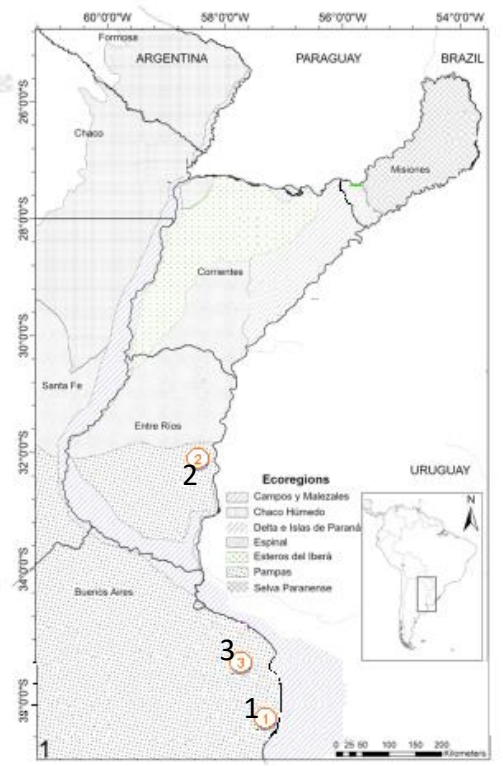 60°0'0"W 58°0'0"W 56°0'0"W 54°0'0"W
Formosa
ARGENTINA PARAGUAY BRAZIL
26°0'0"S
Chaco
Misiones
28°0'0"S
Corrientes
30°0'0"S
Santa Fe
Entre Ríos
32°0'0"S
2
2
URUGUAY
Ecoregions
N
Campos y Malezales
Chaco Húmedo
Delta e Islas de Paraná
Espinal
Esteros del Iberá
Pampas
Selva Paranense
34°0'0"S
Buenos Aires
3
3
36°0'0"S
1
1
1
0 25 50 100 150 200
Kilometers